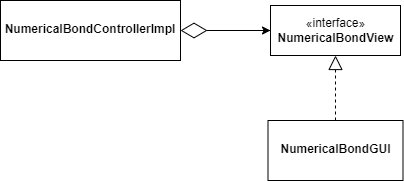 NumericalBondControllerImpl
«interface»
NumericalBondView
NumericalBondGUI